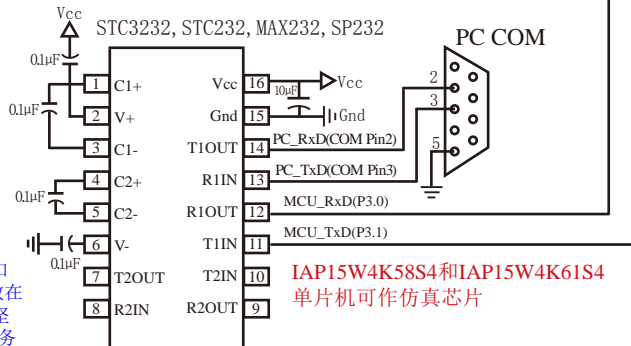 Vcc
STC3232, STC232, MAX232, SP232
PC COM
0.1μF
1 C1+ Vcc 16 Vcc
10μF
0.1μF
2 V+ Gnd 15 Gnd
3 C1- T1OUT 14 PC_RxD(COM Pin2)
4 C2+ R1IN 13 PC_TxD(COM Pin3)
0.1μF
5 C2- R1OUT 12 MCU_RxD(P3.0)
6 V- T1IN 11 MCU_TxD(P3.1)
0.1μF
7 T2OUT T2IN 10
8 R2IN R2OUT 9
2
3
5
IAP15W4K58S4和IAP15W4K61S4
单片机可作仿真芯片
在
务